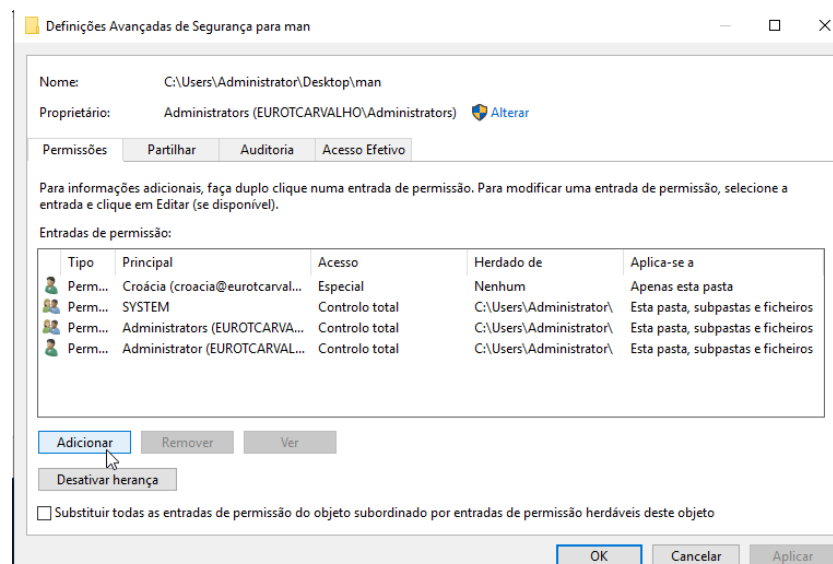 Definições Avançadas de Segurança para man
Nome: C:\Users\Administrator\Desktop\man
Proprietário: Administrators (EUROTCARVALHO\Administrators) Alterar
Permissões Partilhar Auditoria Acesso Efetivo
Para informações adicionais, faça duplo clique numa entrada de permissão. Para modificar uma entrada de permissão, selecione a
entrada e clique em Editar (se disponível).
Entradas de permissão:
Tipo Principal Acesso Herdado de Aplica-se a
Perm... Croácia (croacia@eurotcarval... Especial Nenhum Apenas esta pasta
Perm... SYSTEM Controlo total C:\Users\Administrator\ Esta pasta, subpastas e ficheiros
Perm... Administrators (EUROTCARVA... Controlo total C:\Users\Administrator\ Esta pasta, subpastas e ficheiros
Perm... Administrator (EUROTCARVAL... Controlo total C:\Users\Administrator\ Esta pasta, subpastas e ficheiros
Adicionar Remover Ver
Desativar herança
Substituir todas as entradas de permissão do objeto subordinado por entradas de permissão herdáveis deste objeto
OK Cancelar Aplicar